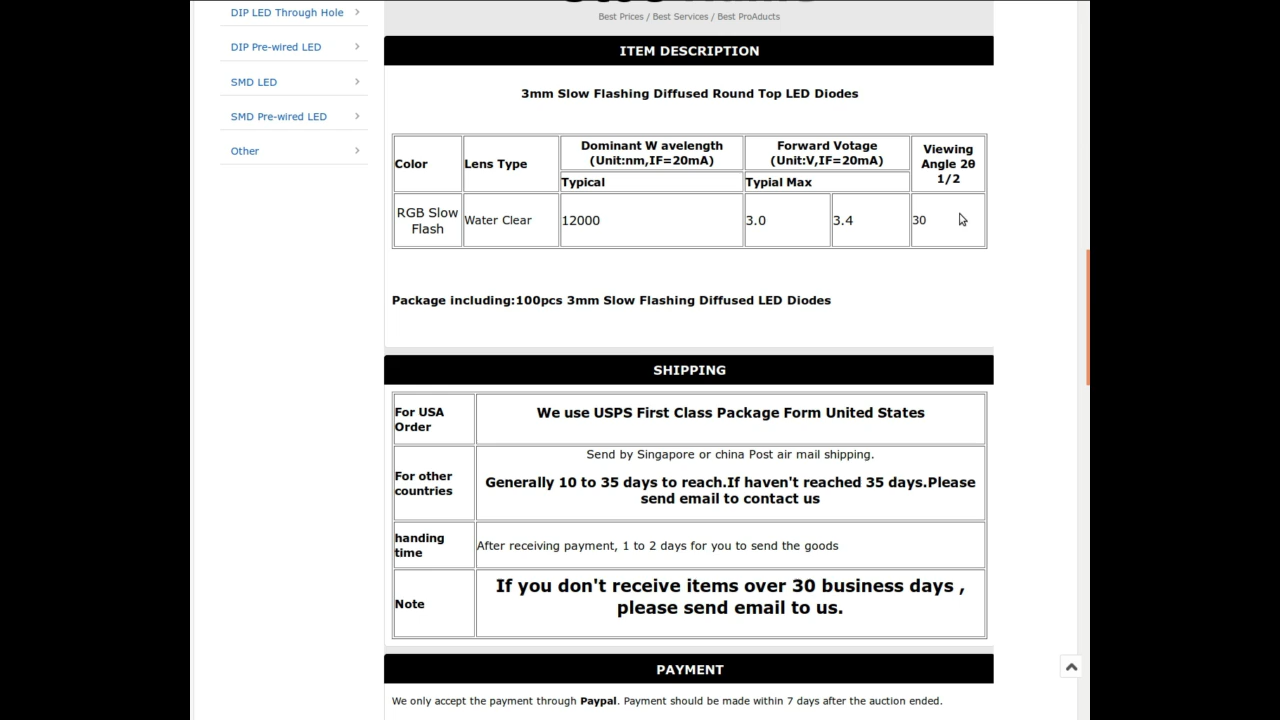 DIP LED Through Hole
DIP Pre-wired LED
SMD LED
SMD Pre-wired LED
Other
Best Prices / Best Services / Best ProAducts
ITEM DESCRIPTION
3mm Slow Flashing Diffused Round Top LED Diodes
Color
Lens Type
Dominant W avelength
(Unit:nm,IF=20mA)
Forward Votage
(Unit:V,IF=20mA)
Viewing
Angle 2θ
1/2
Typical
Typial Max
RGB Slow
Flash
Water Clear
12000
3.0
3.4
30
Package including:100pcs 3mm Slow Flashing Diffused LED Diodes
SHIPPING
For USA
Order
We use USPS First Class Package Form United States
For other
countries
Send by Singapore or china Post air mail shipping.
Generally 10 to 35 days to reach.If haven't reached 35 days.Please
send email to contact us
handing
time
After receiving payment, 1 to 2 days for you to send the goods
Note
If you don't receive items over 30 business days ,
please send email to us.
PAYMENT
We only accept the payment through Paypal. Payment should be made within 7 days after the auction ended.